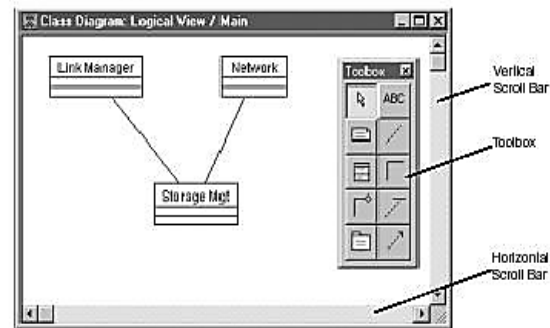 Class Diagram: Logical View / Main
Link Manager
Network
Toolbox
ABC
Storage Mgt
Vertical
Scroll Bar
Toolbox
Horizontal
Scroll Bar